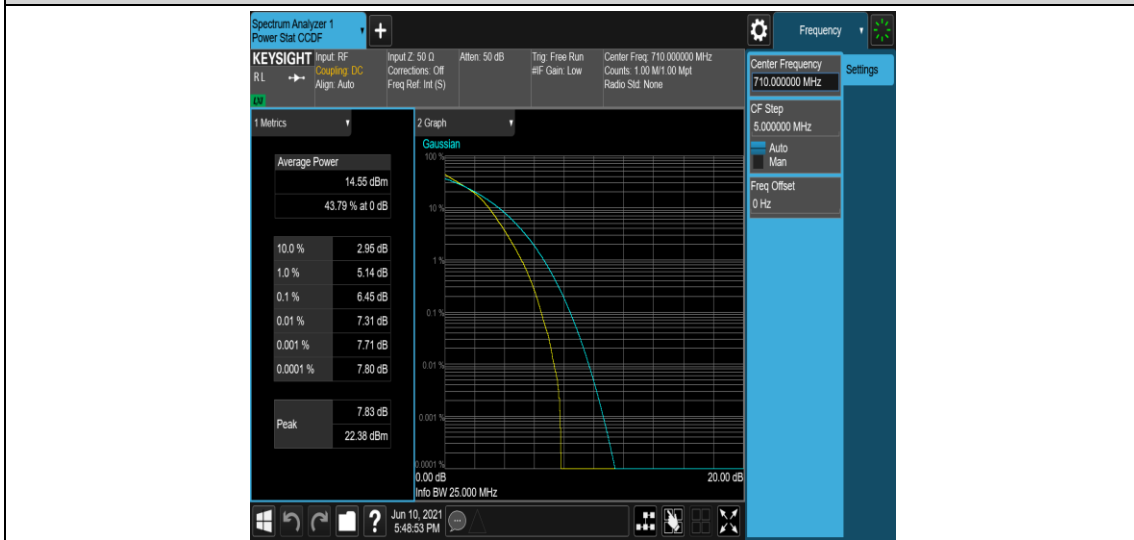 Spectrum Analyzer 1
Power Stat CCDF
+
Frequency
KEYSIGHT
Input: RF
Coupling: DC
Align: Auto
Input Z: 50 Ω
Corrections: Off
Freq Ref: Int (S)
Atten: 50 dB
Trig: Free Run
#IF Gain: Low
Center Freq: 710.000000 MHz
Counts: 1.00 M/1.00 Mpt
Radio Std: None
RL
LXI
Center Frequency
710.000000 MHz
Settings
CF Step
5.000000 MHz
Auto
Man
Freq Offset
0 Hz
1 Metrics
Average Power
14.55 dBm
43.79 % at 0 dB
10.0 % 2.95 dB
1.0 % 5.14 dB
0.1 % 6.45 dB
0.01 % 7.31 dB
0.001 % 7.71 dB
0.0001 % 7.80 dB
Peak
7.83 dB
22.38 dBm
2 Graph
Gaussian
100 %
10 %
1 %
0.1 %
0.01 %
0.001 %
0.0001 %
0.00 dB 20.00 dB
Info BW 25.000 MHz
?
Jun 10, 2021
5:48:53 PM